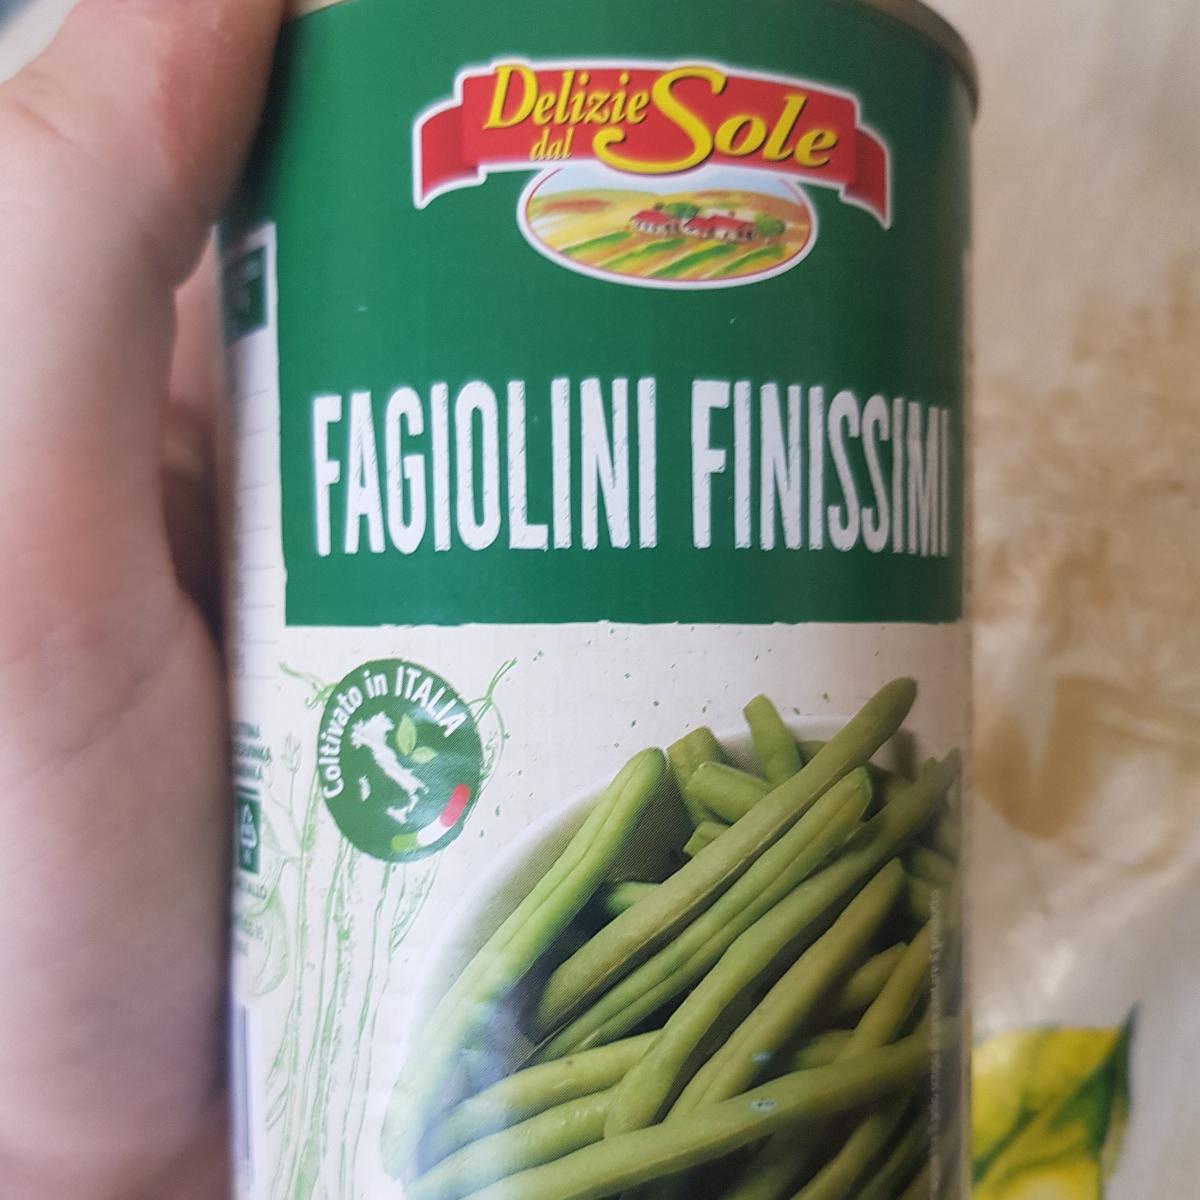 Delizie
dal Sole
FAGIOLINI FINISSIMI
Coltivato in ITALIA